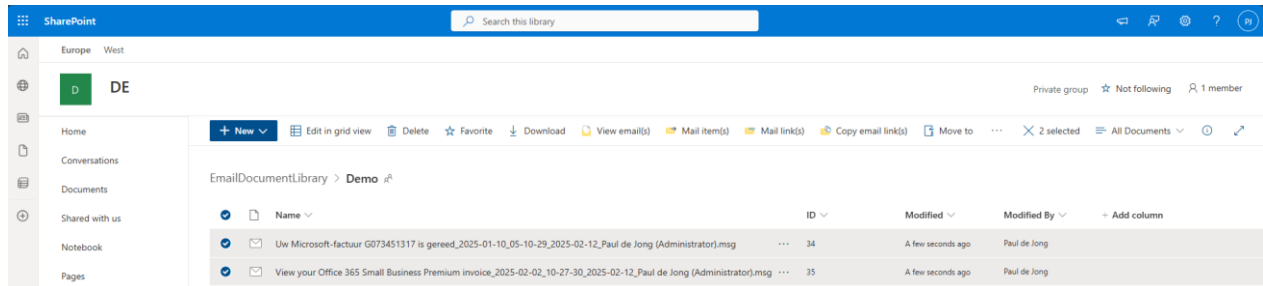 SharePoint Search this library ? PJ
Europe West
D DE Private group Not following 1 member
Home + New Edit in grid view Delete Favorite Download View email(s) Mail item(s) Mail link(s) Copy email link(s) Move to ... 2 selected All Documents
Conversations
EmailDocumentLibrary > Demo
Documents
Shared with us Name ID Modified Modified By + Add column
Notebook Uw Microsoft-factuur G073451317 is gereed_2025-01-10_05-10-29_2025-02-12_Paul de Jong (Administrator).msg ... 34 A few seconds ago Paul de Jong
Pages View your Office 365 Small Business Premium invoice_2025-02-02_10-27-30_2025-02-12_Paul de Jong (Administrator).msg ... 35 A few seconds ago Paul de Jong